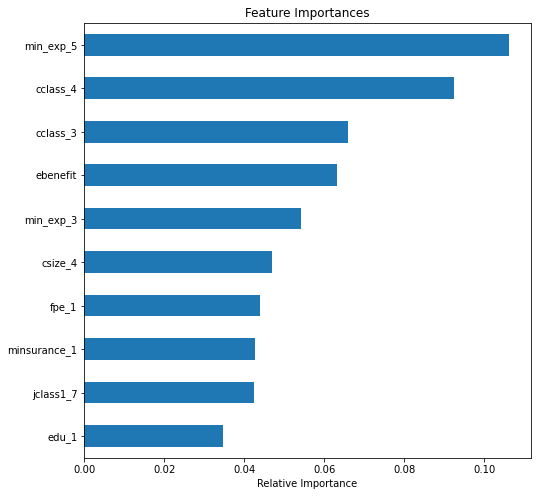 Feature Importances
min_exp_5
cclass_4
cclass_3
ebenefit
min_exp_3
csize_4
fpe_1
minsurance_1
jclass1_7
edu_1
0.00 0.02 0.04 0.06 0.08 0.10
Relative Importance